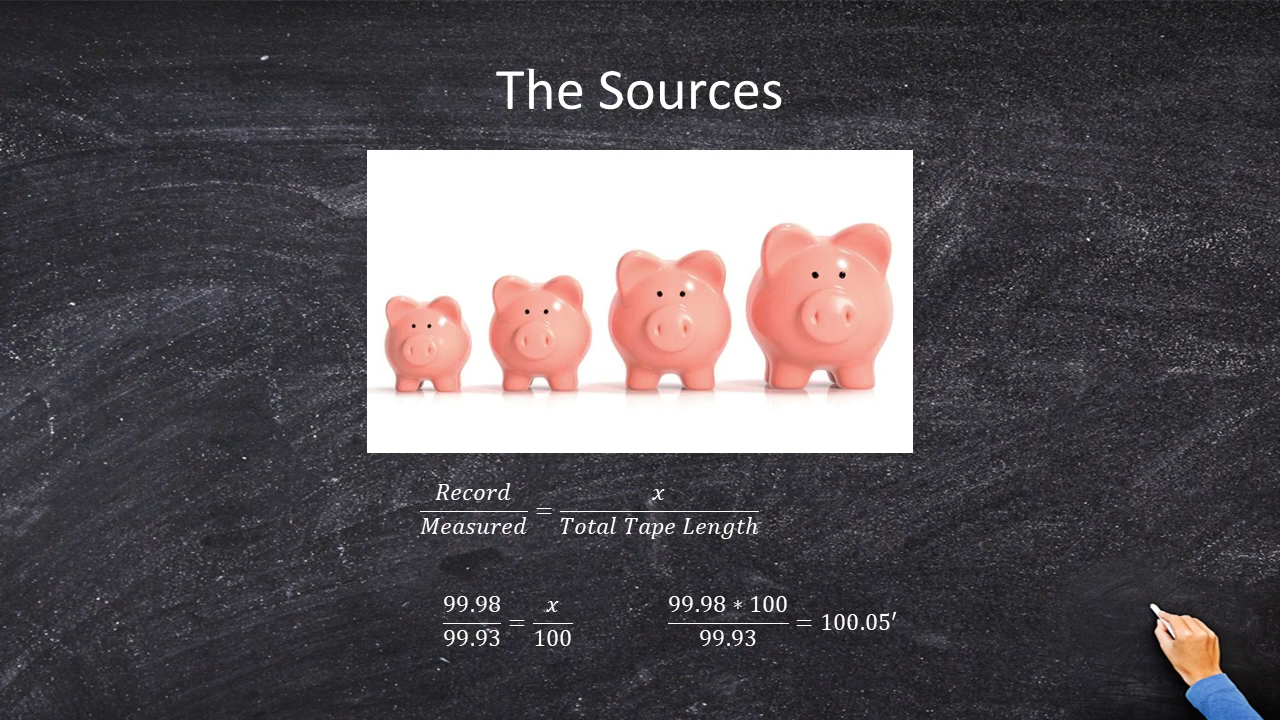 The Sources
Record / Measured = x / Total Tape Length
99.98 / 99.93 = x / 100
99.98 * 100 / 99.93 = 100.05′